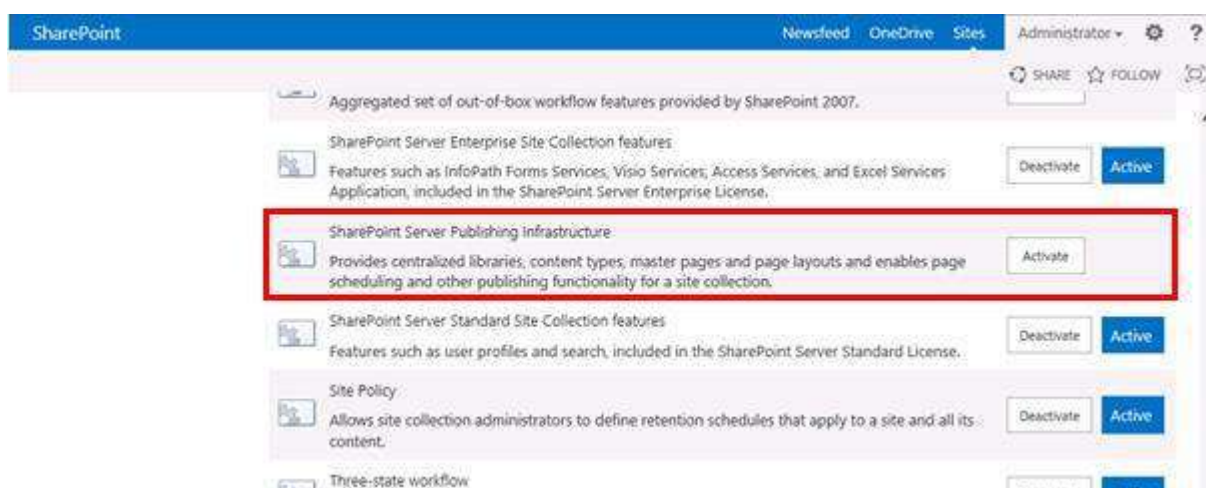 SharePoint
Newsfeed OneDrive Sites Administrator ?
SHARE FOLLOW
Aggregated set of out-of-box workflow features provided by SharePoint 2007.
SharePoint Server Enterprise Site Collection features
Features such as InfoPath Forms Services, Visio Services, Access Services, and Excel Services
Application, included in the SharePoint Server Enterprise License.
Deactivate Active
SharePoint Server Publishing Infrastructure
Provides centralized libraries, content types, master pages and page layouts and enables page
scheduling and other publishing functionality for a site collection.
Activate
SharePoint Server Standard Site Collection features
Features such as user profiles and search, included in the SharePoint Server Standard License.
Deactivate Active
Site Policy
Allows site collection administrators to define retention schedules that apply to a site and all its
content.
Deactivate Active
Three-state workflow